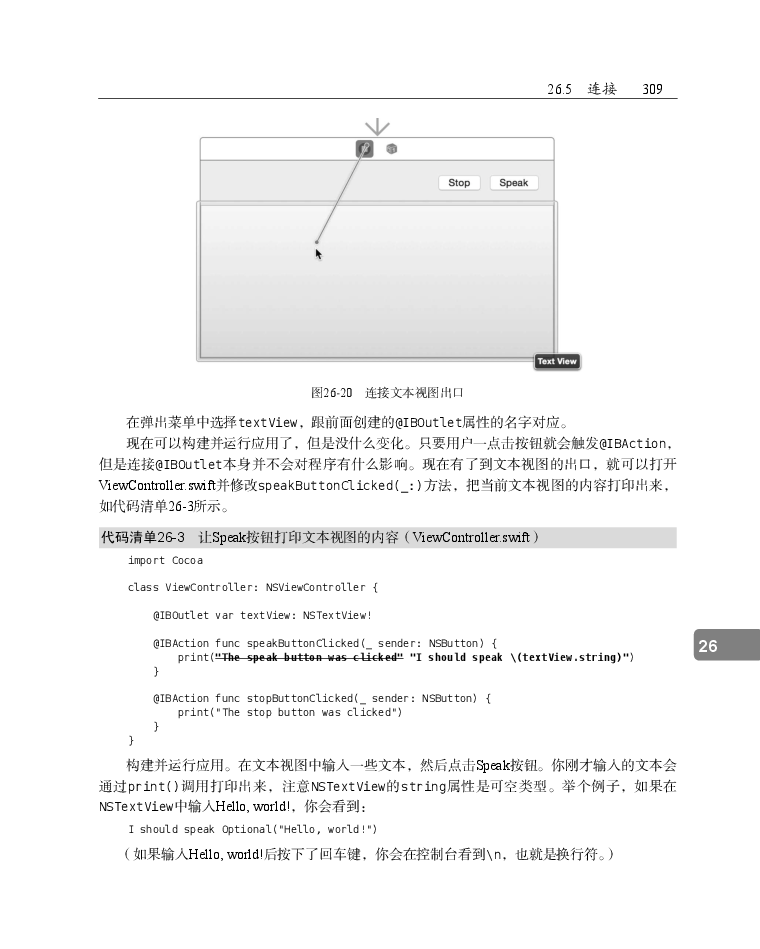 26.5 连接 309
Stop Speak
Text View
图26-20 连接文本视图出口
在弹出菜单中选择textView，跟前面创建的@IBOutlet属性的名字对应。
现在可以构建并运行应用了，但是没什么变化。只要用户一点击按钮就会触发@IBAction，
但是连接@IBOutlet本身并不会对程序有什么影响。现在有了到文本视图的出口，就可以打开
ViewController.swift并修改speakButtonClicked(_:)方法，把当前文本视图的内容打印出来，
如代码清单26-3所示。
代码清单26-3 让Speak按钮打印文本视图的内容（ViewController.swift）
import Cocoa
class ViewController: NSViewController {
@IBOutlet var textView: NSTextView!
@IBAction func speakButtonClicked(_ sender: NSButton) {
print("The speak button was clicked" "I should speak \(textView.string)")
}
26
@IBAction func stopButtonClicked(_ sender: NSButton) {
print("The stop button was clicked")
}
}
构建并运行应用。在文本视图中输入一些文本，然后点击Speak按钮。你刚才输入的文本会
通过print()调用打印出来，注意NSTextView的string属性是可空类型。举个例子，如果在
NSTextView中输入Hello, world!，你会看到：
I should speak Optional("Hello, world!")
（如果输入Hello, world!后按下了回车键，你会在控制台看到\n，也就是换行符。）